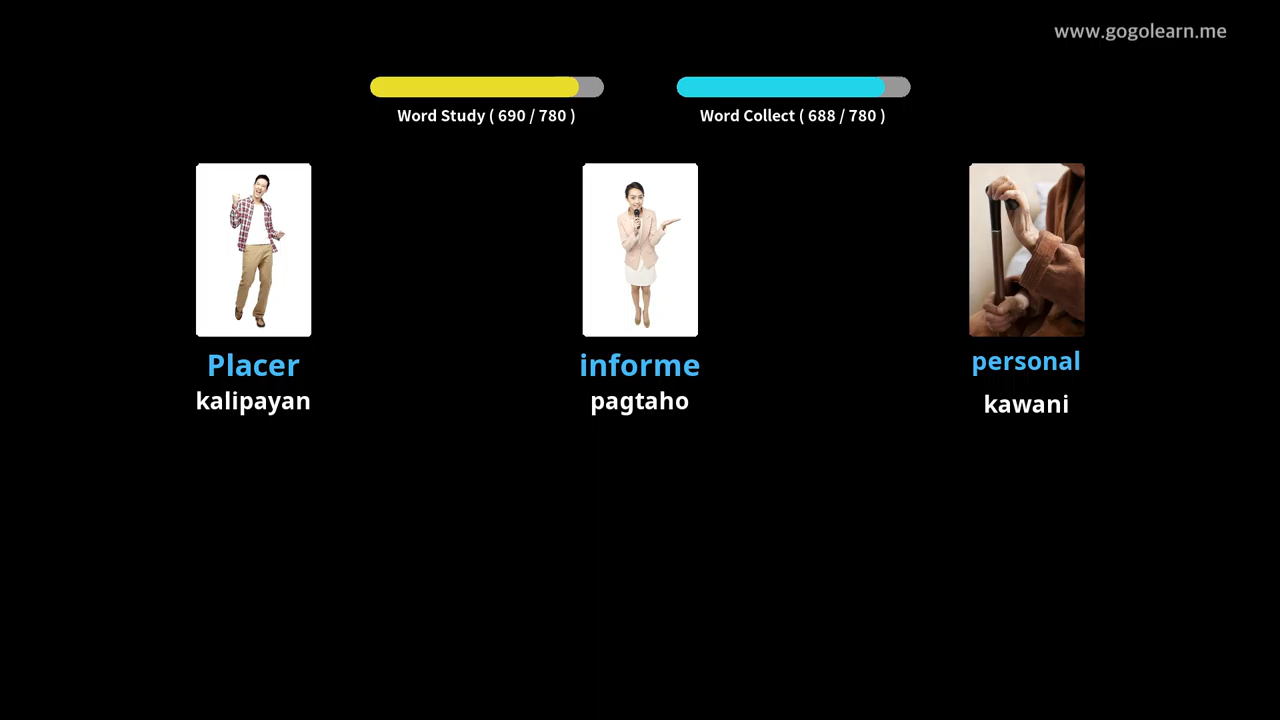 www.gogolearn.me
Word Study ( 690 / 780 )
Word Collect ( 688 / 780 )
Placer
kalipayan
informe
pagtaho
personal
kawani